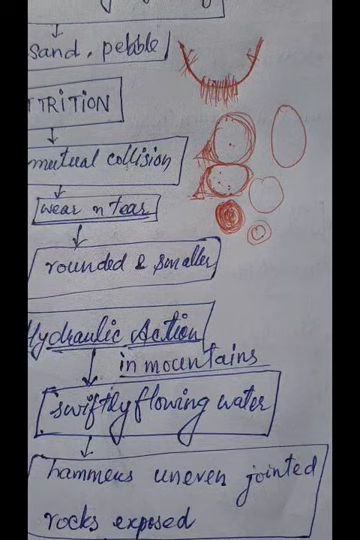 sand, pebble
TTRITION
mutual collision
wear n tear
rounded & smaller
Hydraulic Action
in mountains
swiftly flowing water
hammers uneven jointed
rocks exposed